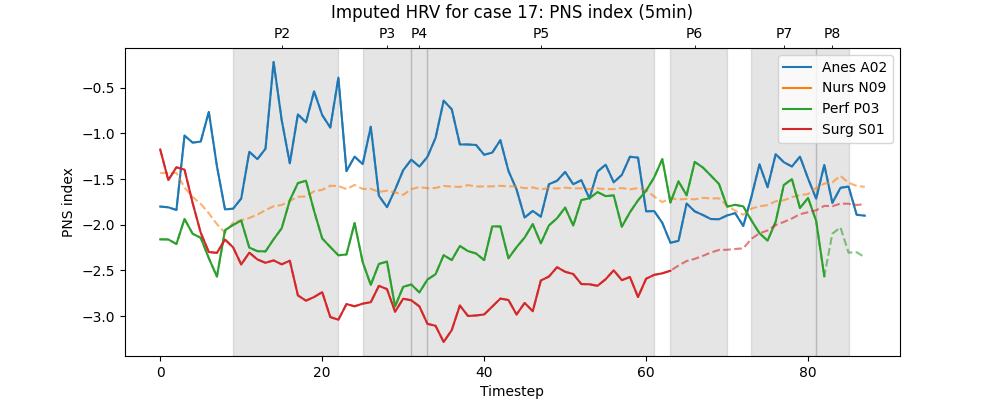 Imputed HRV for case 17: PNS index (5min)
P2 P3 P2 P5 P6 P7 P8
Anes A02
Nurs N09
Perf P03
Surg S01
PNS index
−0.5
−1.0
−1.5
−2.0
−2.5
−3.0
0 20 40 60 80
Timestep